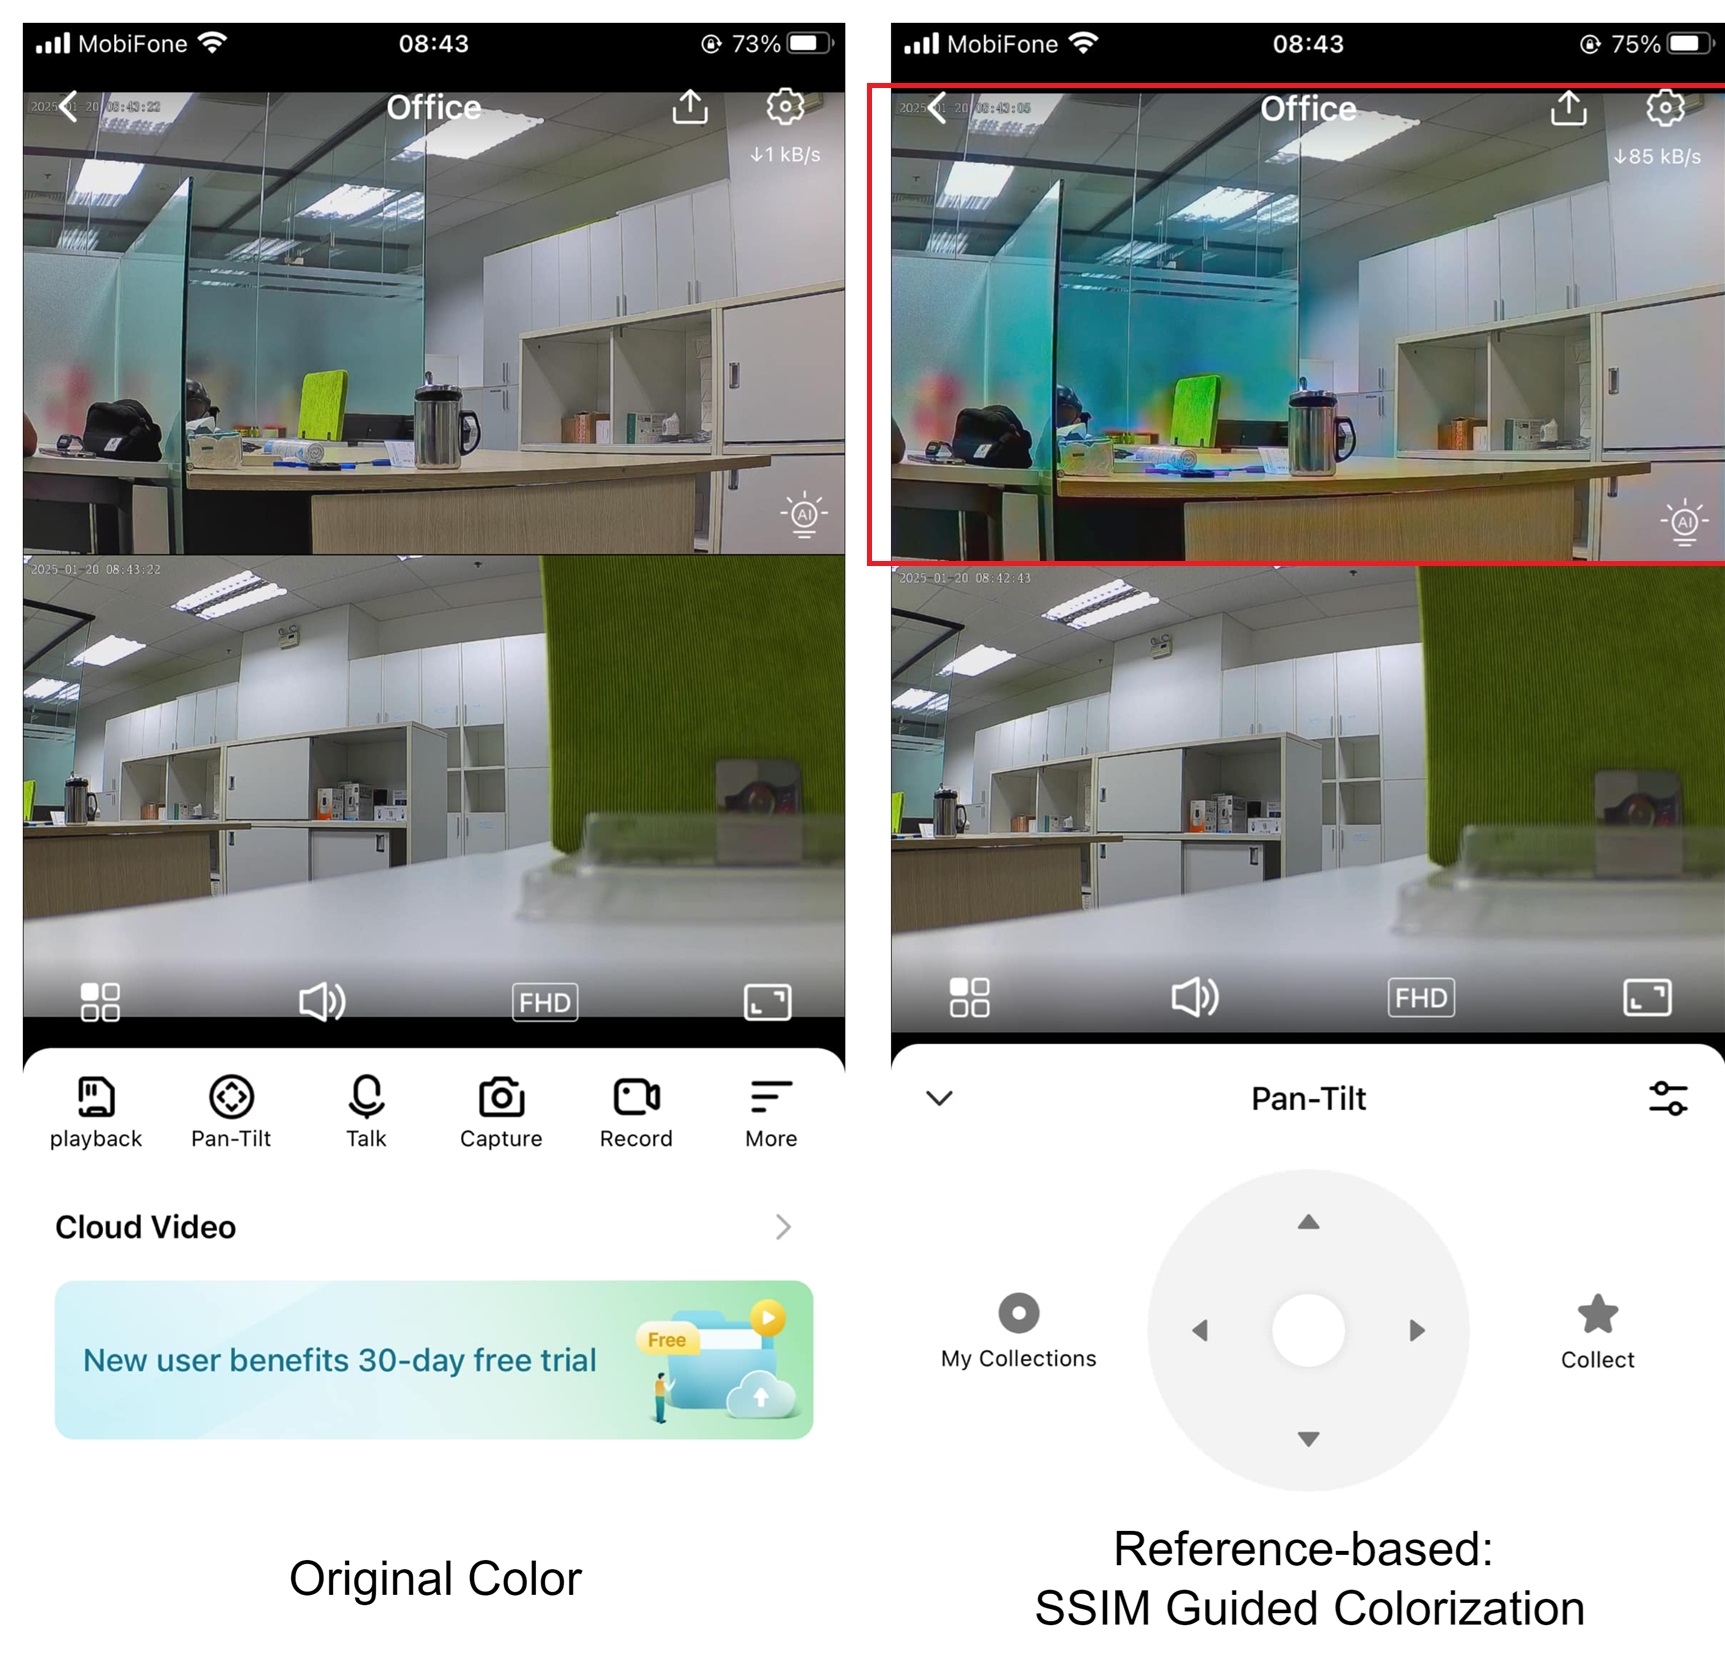 MobiFone 08:43 73%
2025-01-20 08:43:22
Office
↓1 kB/s
AI
2025-01-20 08:43:22
FHD
playback Pan-Tilt Talk Capture Record More
Cloud Video
New user benefits 30-day free trial
Free
Original Color
MobiFone 08:43 75%
2025-01-20 08:43:05
Office
↓85 kB/s
AI
2025-01-20 08:42:43
FHD
Pan-Tilt
My Collections
Collect
Reference-based:
SSIM Guided Colorization